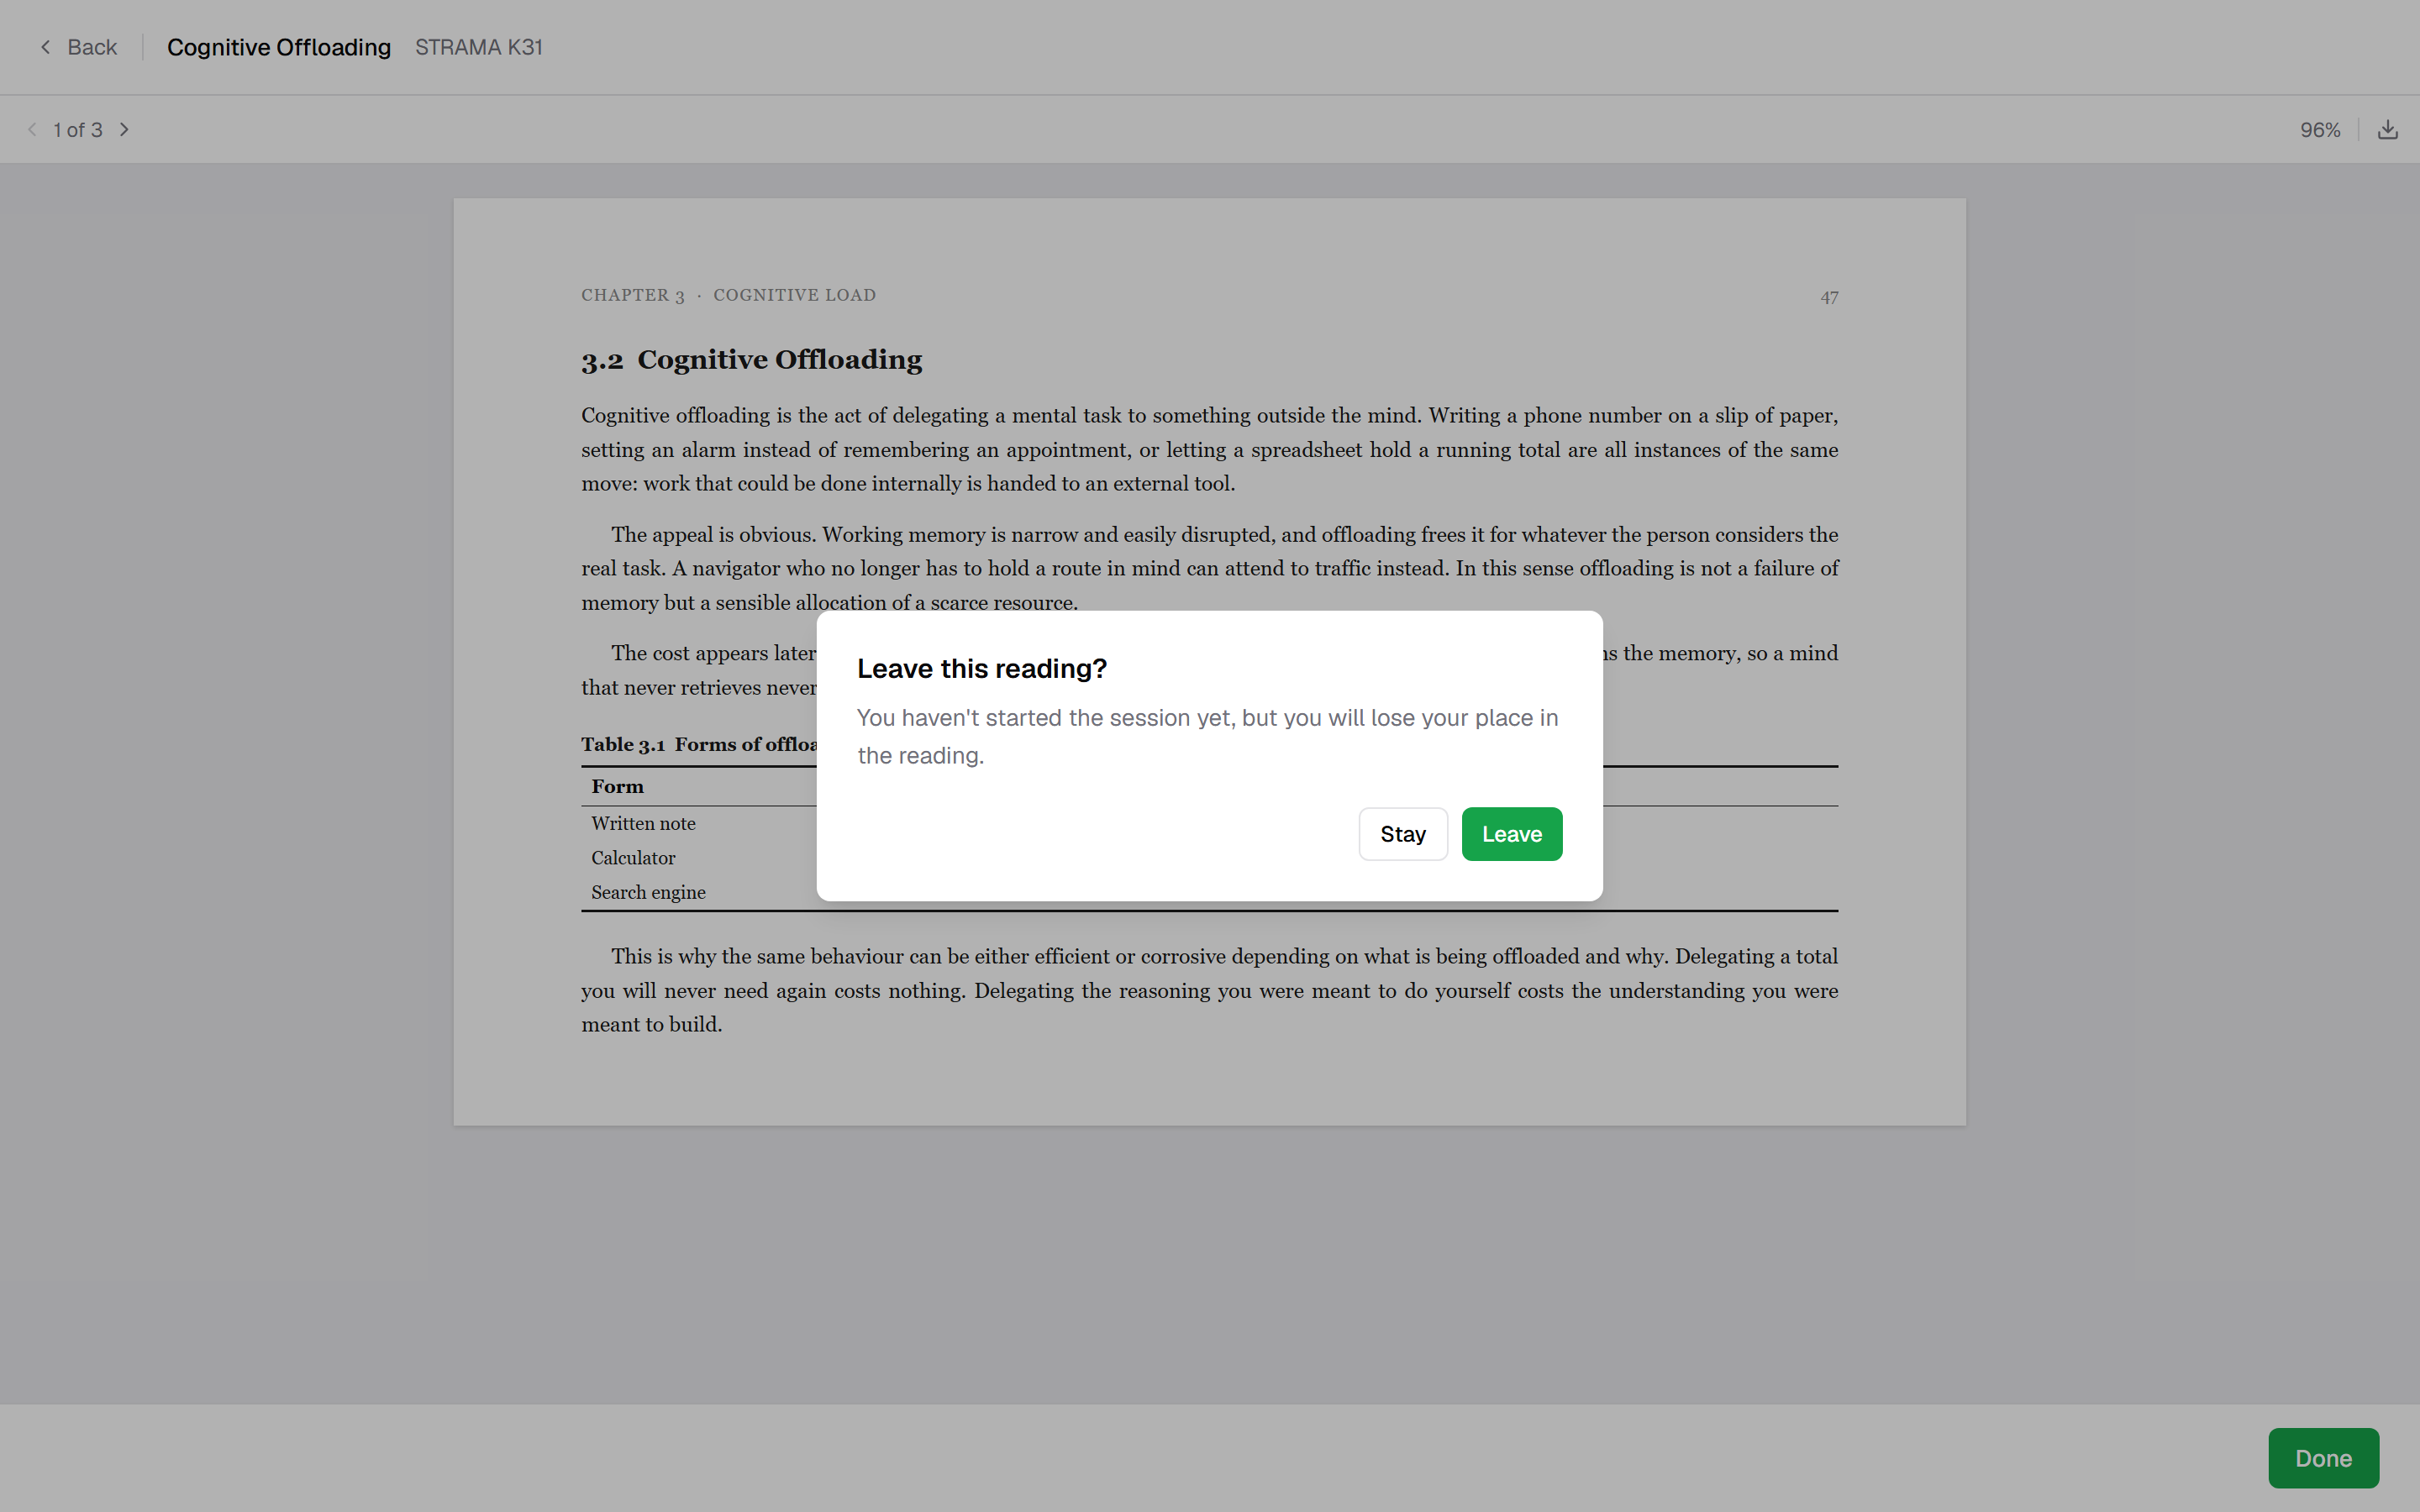 Back
Cognitive Offloading STRAMA K31
1 of 3
96%
CHAPTER 3 · COGNITIVE LOAD 47
3.2 Cognitive Offloading
Cognitive offloading is the act of delegating a mental task to something outside the mind. Writing a phone number on a slip of paper,
setting an alarm instead of remembering an appointment, or letting a spreadsheet hold a running total are all instances of the same
move: work that could be done internally is handed to an external tool.
The appeal is obvious. Working memory is narrow and easily disrupted, and offloading frees it for whatever the person considers the
real task. A navigator who no longer has to hold a route in mind can attend to traffic instead. In this sense offloading is not a failure of
memory but a sensible allocation of a scarce resource.
The cost appears later the memory, so a mind
that never retrieves never
Table 3.1 Forms of
Form
Written note
Calculator
Search engine
Leave this reading?
You haven't started the session yet, but you will lose your place in
the reading.
Stay
Leave
This is why the same behaviour can be either efficient or corrosive depending on what is being offloaded and why. Delegating a total
you will never need again costs nothing. Delegating the reasoning you were meant to do yourself costs the understanding you were
meant to build.
Done